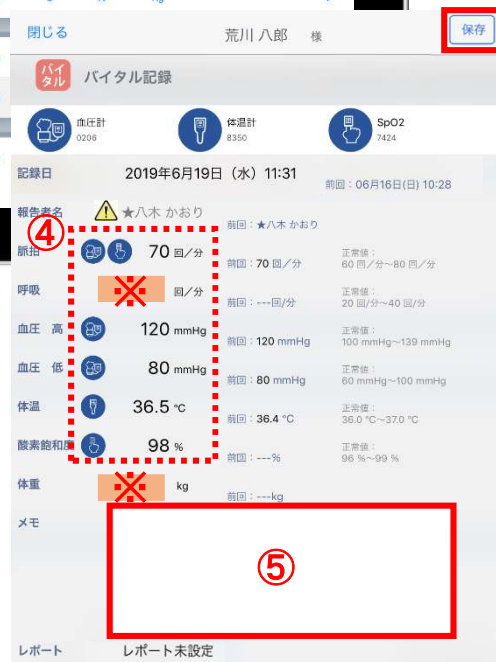 閉じる 荒川 八郎 様 保存
バイタル バイタル記録
血圧計 0206 体温計 8350 SpO2 7424
記録日 2019年6月19日（水）11:31 前回：06月16日(日) 10:28
報告者名 ★八木 かおり 前回：★八木 かおり
④
脈拍 70 回／分 前回：70 回／分 正常値： 60 回／分～80 回／分
呼吸 ※ 回／分 前回：---回/分 正常値： 20 回／分～40 回／分
血圧 高 120 mmHg 前回：120 mmHg 正常値： 100 mmHg～139 mmHg
血圧 低 80 mmHg 前回：80 mmHg 正常値： 60 mmHg～100 mmHg
体温 36.5 ℃ 前回：36.4 ℃ 正常値： 36.0 ℃～37.0 ℃
酸素飽和度 98 % 前回：---% 正常値： 96 %～99 %
体重 ※ kg 前回：---kg
メモ
⑤
レポート レポート未設定